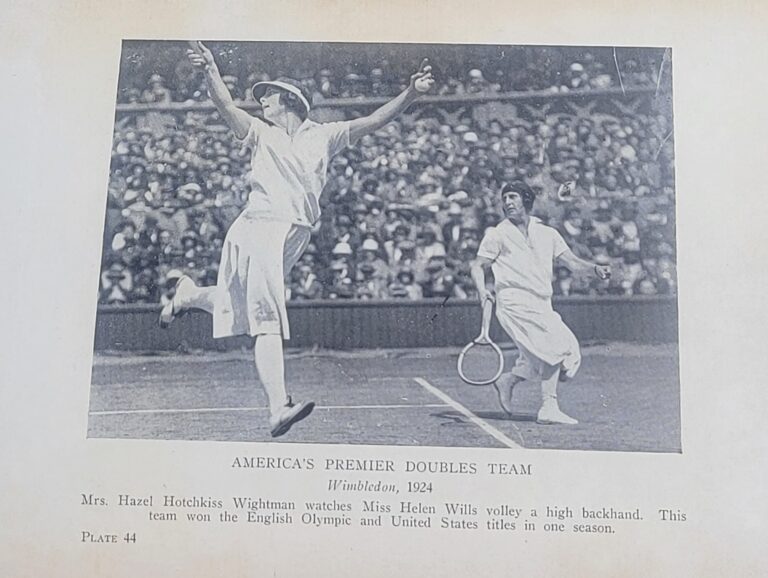 AMERICA'S PREMIER DOUBLES TEAM
Wimbledon, 1924
Mrs. Hazel Hotchkiss Wightman watches Miss Helen Wills volley a high backhand. This
team won the English Olympic and United States titles in one season.
PLATE 44